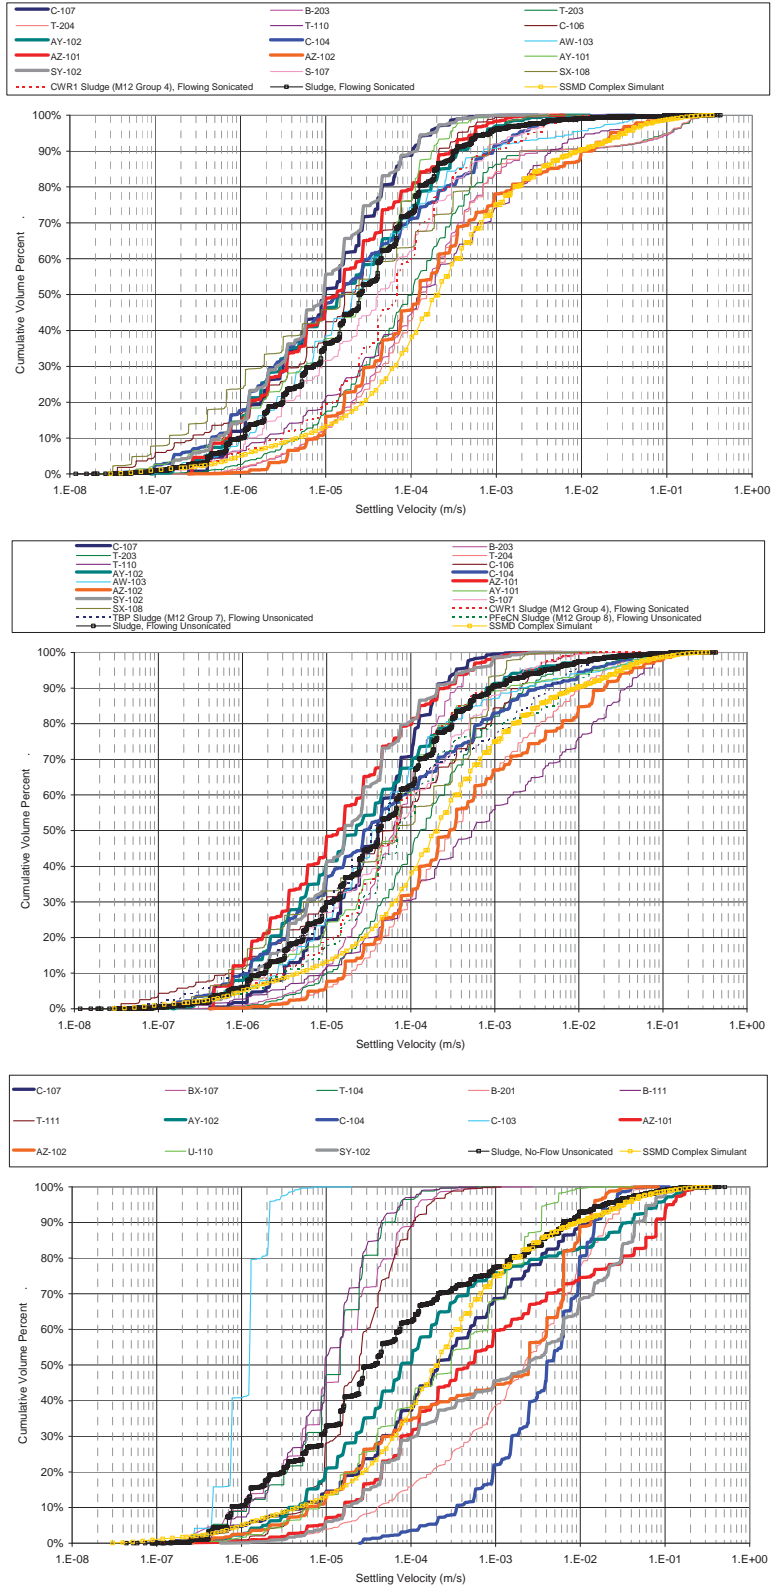 C-107 B-203 T-203
T-204 T-110 C-106
AY-102 C-104 AW-103
AZ-101 AZ-102 AY-101
SY-102 S-107 SX-108
CWR1 Sludge (M12 Group 4), Flowing Sonicated Sludge, Flowing Sonicated SSMD Complex Simulant
100%
90%
80%
70%
60%
50%
40%
30%
20%
10%
0%
Cumulative Volume Percent .
1.E-08 1.E-07 1.E-06 1.E-05 1.E-04 1.E-03 1.E-02 1.E-01 1.E+00
Settling Velocity (m/s)
C-107 B-203
T-203 T-204
T-110 C-106
AY-102 C-104
AW-103 AZ-101
AZ-102 AY-101
SY-102 S-107
SX-108 CWR1 Sludge (M12 Group 4), Flowing Sonicated
TBP Sludge (M12 Group 7), Flowing Unsonicated PFeCN Sludge (M12 Group 8), Flowing Unsonicated
Sludge, Flowing Unsonicated SSMD Complex Simulant
100%
90%
80%
70%
60%
50%
40%
30%
20%
10%
0%
Cumulative Volume Percent .
1.E-08 1.E-07 1.E-06 1.E-05 1.E-04 1.E-03 1.E-02 1.E-01 1.E+00
Settling Velocity (m/s)
C-107 BX-107 T-104 B-201 B-111
T-111 AY-102 C-104 C-103 AZ-101
AZ-102 U-110 SY-102 Sludge, No-Flow Unsonicated SSMD Complex Simulant
100%
90%
80%
70%
60%
50%
40%
30%
20%
10%
0%
Cumulative Volume Percent .
1.E-08 1.E-07 1.E-06 1.E-05 1.E-04 1.E-03 1.E-02 1.E-01 1.E+00
Settling Velocity (m/s)